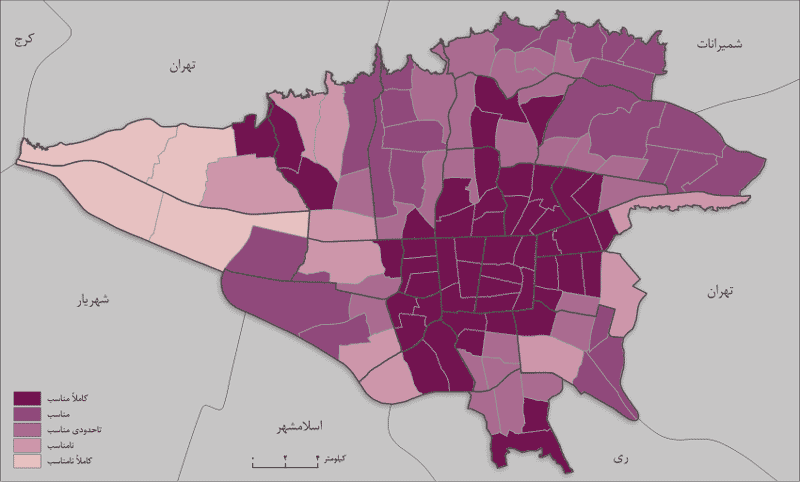 شمیرانات
کرج
تهران
تهران
شهریار
اسلامشهر
ری
کاملاً مناسب
مناسب
تاحدودی مناسب
نامناسب
کاملاً نامناسب
۰ ۲ ۴ کیلومتر